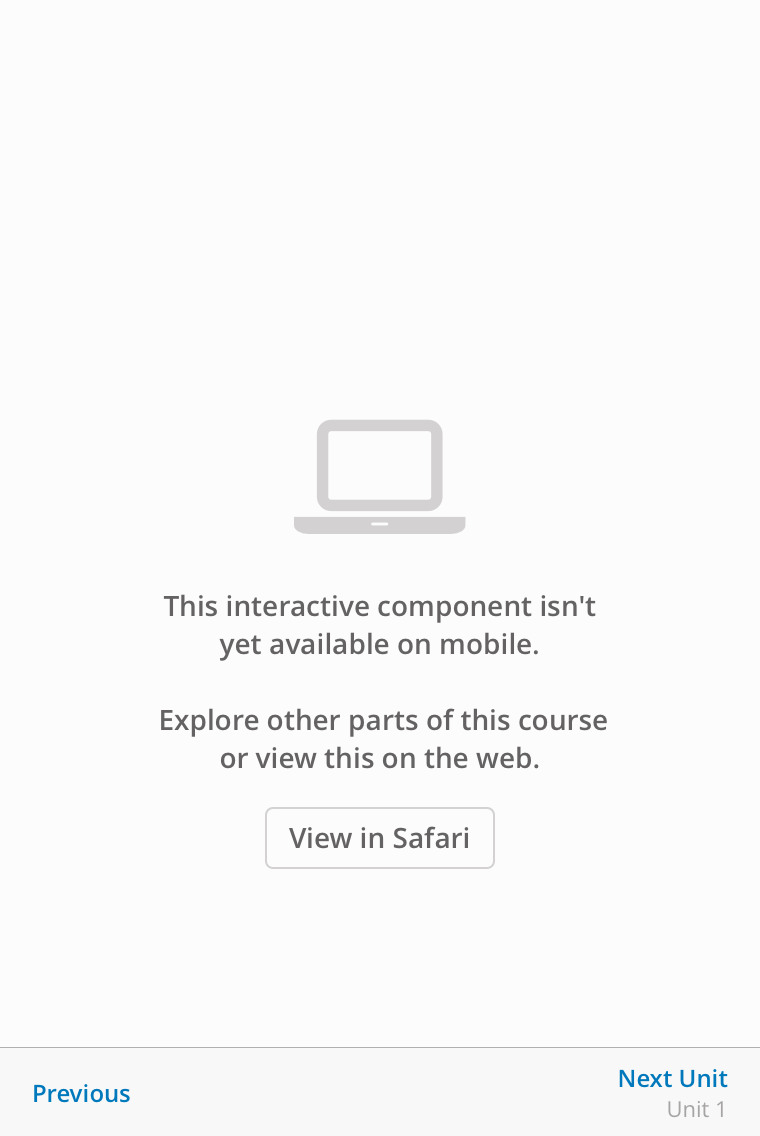 This interactive component isn't
yet available on mobile.
Explore other parts of this course
or view this on the web.
View in Safari
Previous
Next Unit
Unit 1